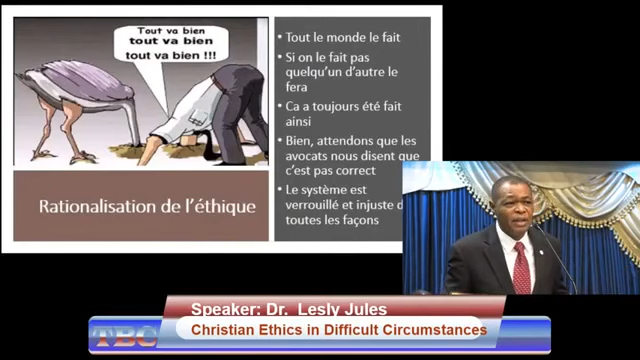 Tout va bien
tout va bien
tout va bien !!!
Rationalisation de l'éthique
• Tout le monde le fait
• Si on le fait pas
quelqu'un d'autre le
fera
• Ca a toujours été fait
ainsi
• Bien, attendons que les
avocats nous disent que
c'est pas correct
• Le système est
verrouillé et injuste d
toutes les façons
Speaker: Dr. Lesly Jules
Christian Ethics in Difficult Circumstances
TBC